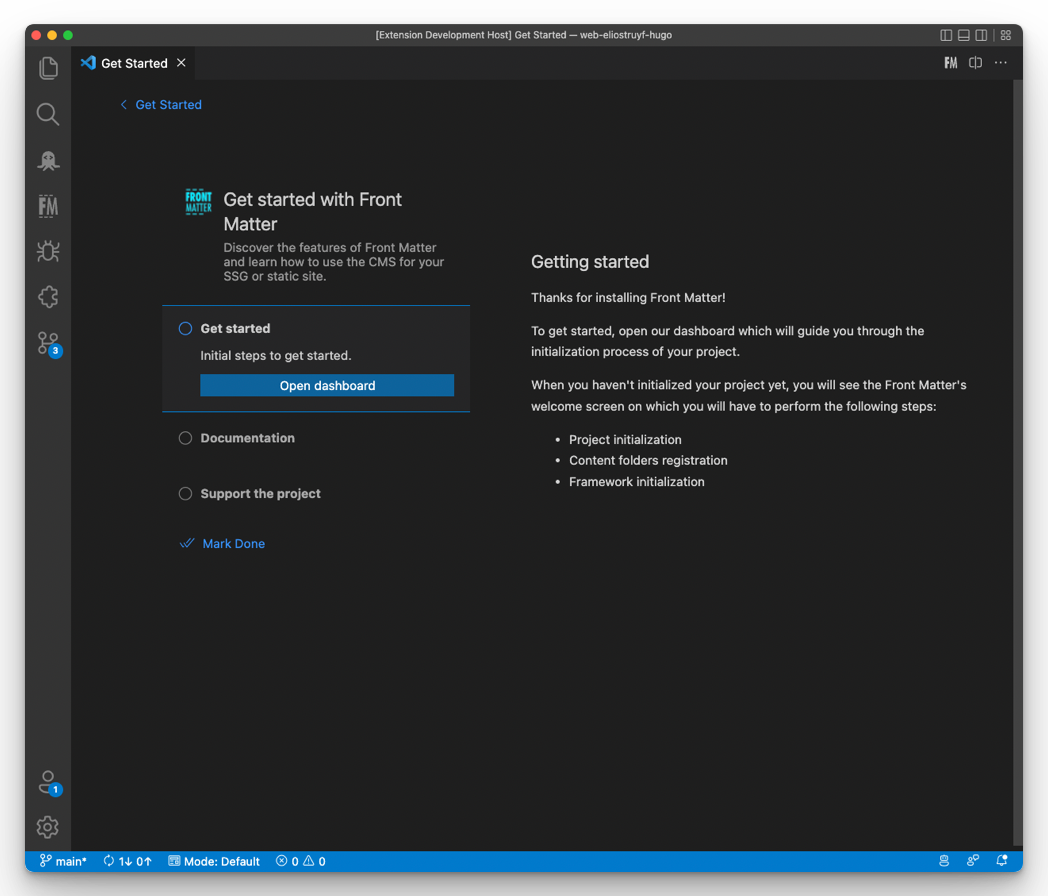 [Extension Development Host] Get Started — web-eliostruyf-hugo
Get Started
FM
Get Started
FM
FRONT
MATTER
Get started with Front
Matter
Discover the features of Front Matter
and learn how to use the CMS for your
SSG or static site.
Get started
Initial steps to get started.
Open dashboard
Documentation
Support the project
Mark Done
Getting started
Thanks for installing Front Matter!
To get started, open our dashboard which will guide you through the
initialization process of your project.
When you haven't initialized your project yet, you will see the Front Matter's
welcome screen on which you will have to perform the following steps:
• Project initialization
• Content folders registration
• Framework initialization
3
1
main* 1↓ 0↑ Mode: Default 0 0